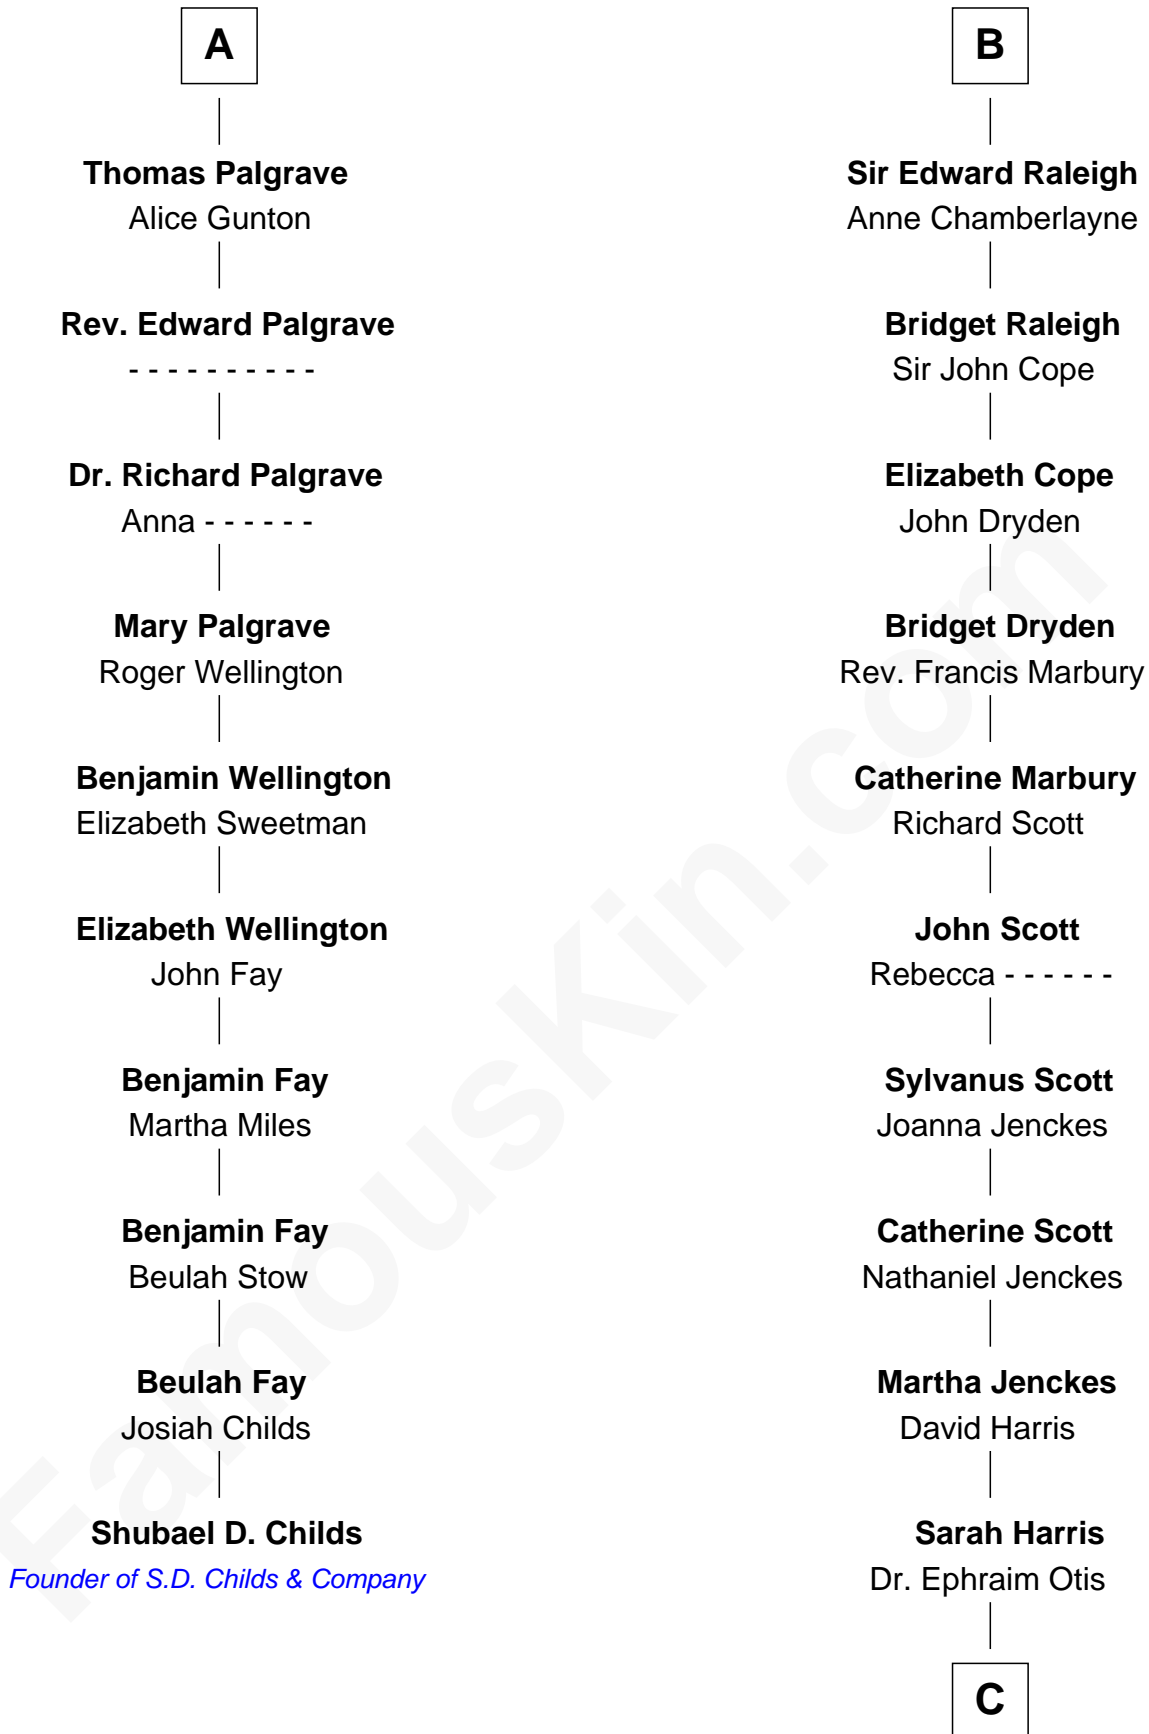 A
Thomas Palgrave
Alice Gunton
Rev. Edward Palgrave
- - - - - - - - - -
Dr. Richard Palgrave
Anna - - - - - -
Mary Palgrave
Roger Wellington
Benjamin Wellington
Elizabeth Sweetman
Elizabeth Wellington
John Fay
Benjamin Fay
Martha Miles
Benjamin Fay
Beulah Stow
Beulah Fay
Josiah Childs
Shubael D. Childs
Founder of S.D. Childs & Company
B
Sir Edward Raleigh
Anne Chamberlayne
Bridget Raleigh
Sir John Cope
Elizabeth Cope
John Dryden
Bridget Dryden
Rev. Francis Marbury
Catherine Marbury
Richard Scott
John Scott
Rebecca - - - - - -
Sylvanus Scott
Joanna Jenckes
Catherine Scott
Nathaniel Jenckes
Martha Jenckes
David Harris
Sarah Harris
Dr. Ephraim Otis
C
FamousKin.com